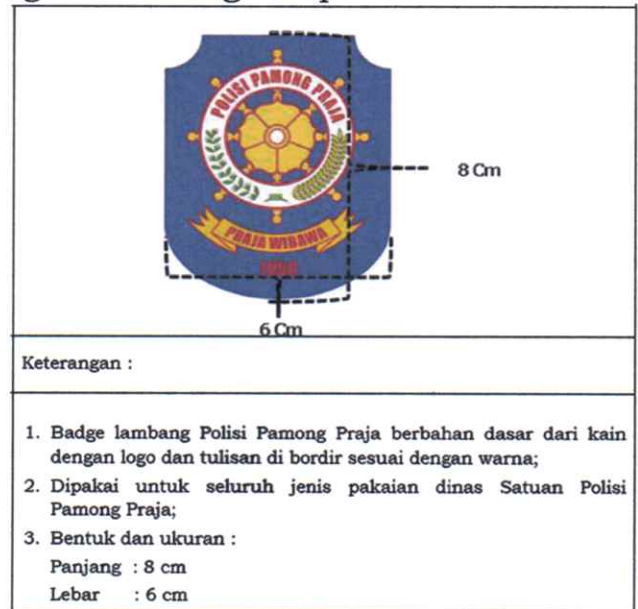 POLISI PAMONG PRAJA
8 Cm
PRAJA WIBAWA
6 Cm
Keterangan :
1. Badge lambang Polisi Pamong Praja berbahan dasar dari kain
dengan logo dan tulisan di bordir sesuai dengan warna;
2. Dipakai untuk seluruh jenis pakaian dinas Satuan Polisi
Pamong Praja;
3. Bentuk dan ukuran :
Panjang : 8 cm
Lebar : 6 cm